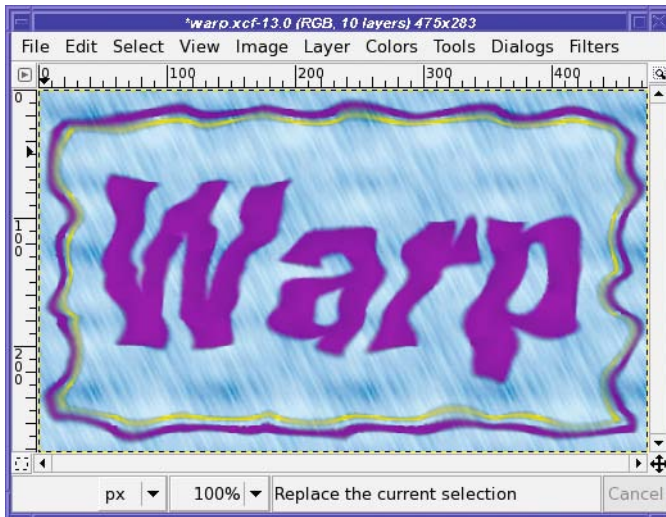 *warp.xcf-13.0 (RGB, 10 layers) 475x283
File Edit Select View Image Layer Colors Tools Dialogs Filters
0 100 200 300 400
0
100
200
Warp
px 100% Replace the current selection Cancel